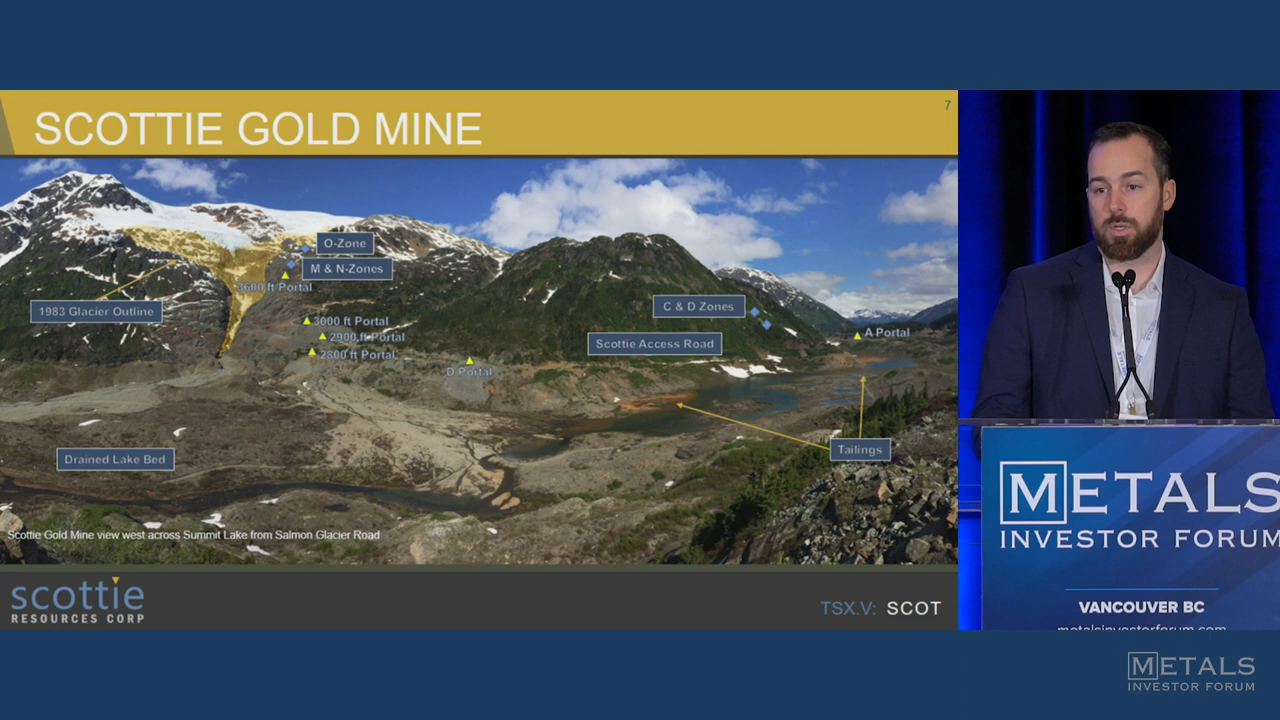 SCOTTIE GOLD MINE
7
O-Zone
M & N-Zones
3600 ft Portal
1983 Glacier Outline
3000 ft Portal
2900 ft Portal
2800 ft Portal
D Portal
C & D Zones
Scottie Access Road
A Portal
Tailings
Drained Lake Bed
Scottie Gold Mine view west across Summit Lake from Salmon Glacier Road
scottie
RESOURCES CORP
TSX.V: SCOT
METALS
INVESTOR FORUM
VANCOUVER BC
metalsinvestorforum.com
METALS
INVESTOR FORUM